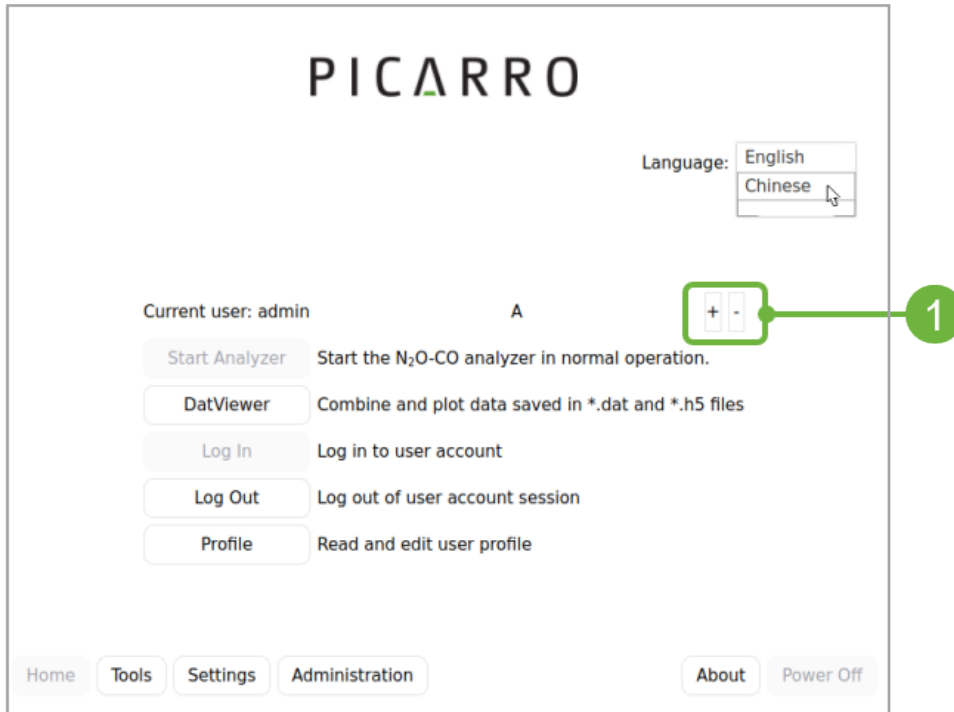 PICARRO
Language: English
Chinese
Current user: admin A + - 1
Start Analyzer Start the N₂O-CO analyzer in normal operation.
DatViewer Combine and plot data saved in *.dat and *.h5 files
Log In Log in to user account
Log Out Log out of user account session
Profile Read and edit user profile
Home Tools Settings Administration About Power Off